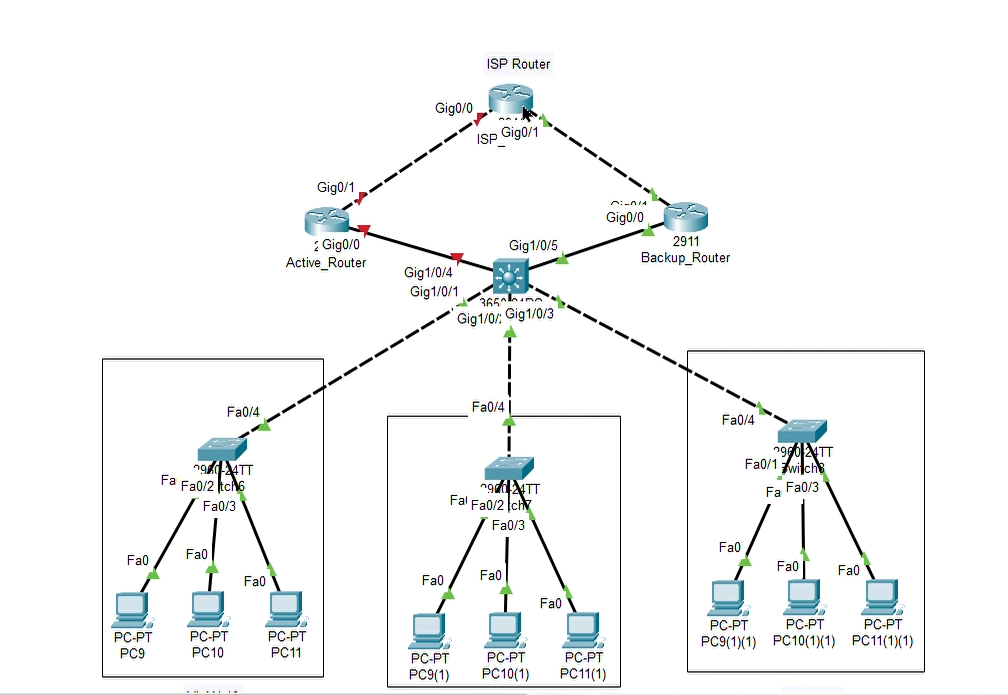 ISP Router
Gig0/0
Gig0/1
ISP_
Gig0/1
Gig0/0
Active_Router
Gig0/0
2911
Backup_Router
Gig1/0/5
Gig1/0/4
Gig1/0/1
Gig1/0/3
Fa0/4
Fa0/2
Fa0/3
Fa0
Fa0
Fa0
PC-PT
PC9
PC-PT
PC10
PC-PT
PC11
Fa0/4
Fa0/2
Fa0/3
Fa0
Fa0
Fa0
PC-PT
PC9(1)
PC-PT
PC10(1)
PC-PT
PC11(1)
Fa0/4
Fa0/1
Fa0/3
Fa0
Fa0
Fa0
PC-PT
PC9(1)(1)
PC-PT
PC10(1)(1)
PC-PT
PC11(1)(1)